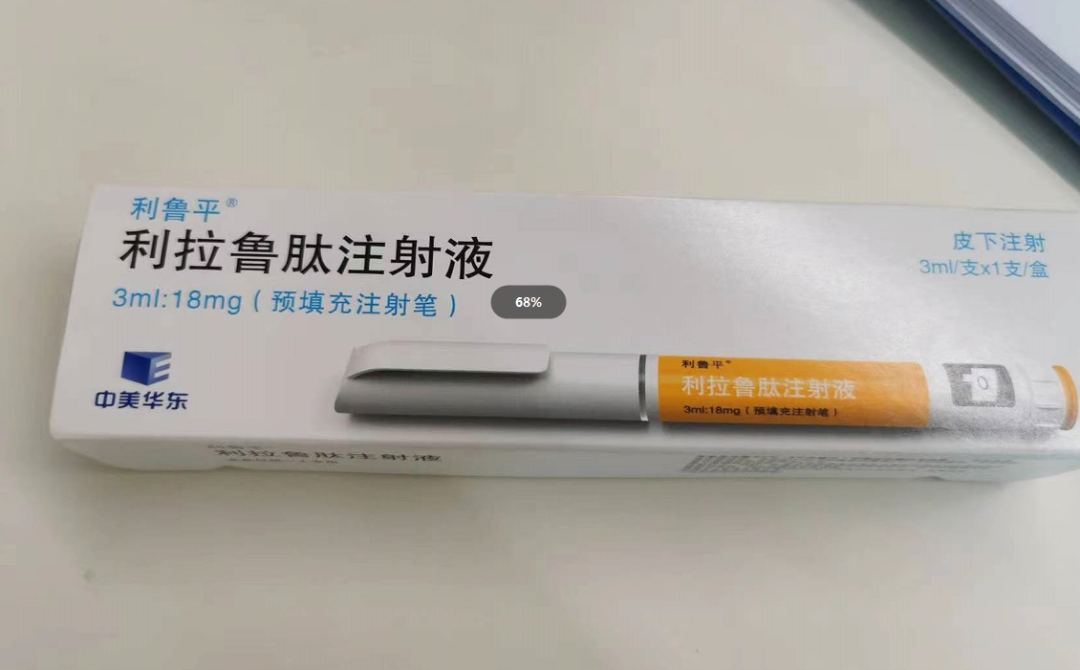 利鲁平®
利拉鲁肽注射液
3ml:18mg（预填充注射笔）
皮下注射
3ml/支x1支/盒
68%
中美华东
利鲁平®
利拉鲁肽注射液
3ml:18mg（预填充注射笔）
0
利拉鲁肽注射液